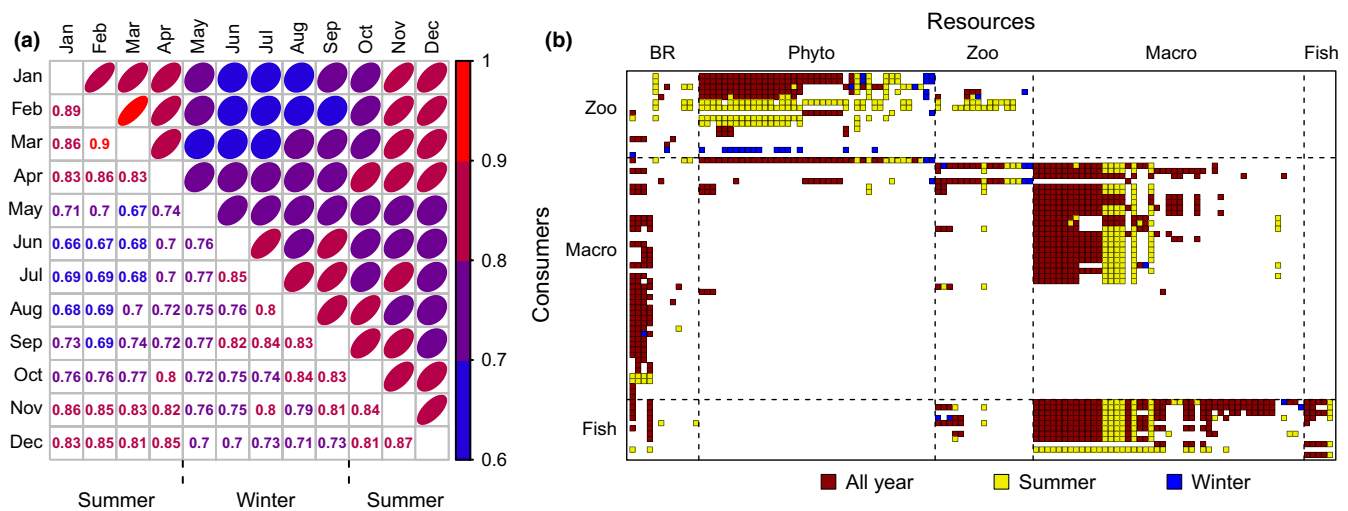 (a)
Jan Feb Mar Apr May Jun Jul Aug Sep Oct Nov Dec
Jan
Feb 0.89
Mar 0.86 0.9
Apr 0.83 0.86 0.83
May 0.71 0.7 0.67 0.74
Jun 0.66 0.67 0.68 0.7 0.76
Jul 0.69 0.69 0.68 0.7 0.77 0.85
Aug 0.68 0.69 0.7 0.72 0.75 0.76 0.8
Sep 0.73 0.69 0.74 0.72 0.77 0.82 0.84 0.83
Oct 0.76 0.76 0.77 0.8 0.72 0.75 0.74 0.84 0.83
Nov 0.86 0.85 0.83 0.82 0.76 0.75 0.8 0.79 0.81 0.84
Dec 0.83 0.85 0.81 0.85 0.7 0.7 0.73 0.71 0.73 0.81 0.87
Summer Winter Summer
1
0.9
0.8
0.7
0.6
(b)
Resources
BR Phyto Zoo Macro Fish
Consumers
Zoo
Macro
Fish
All year Summer Winter